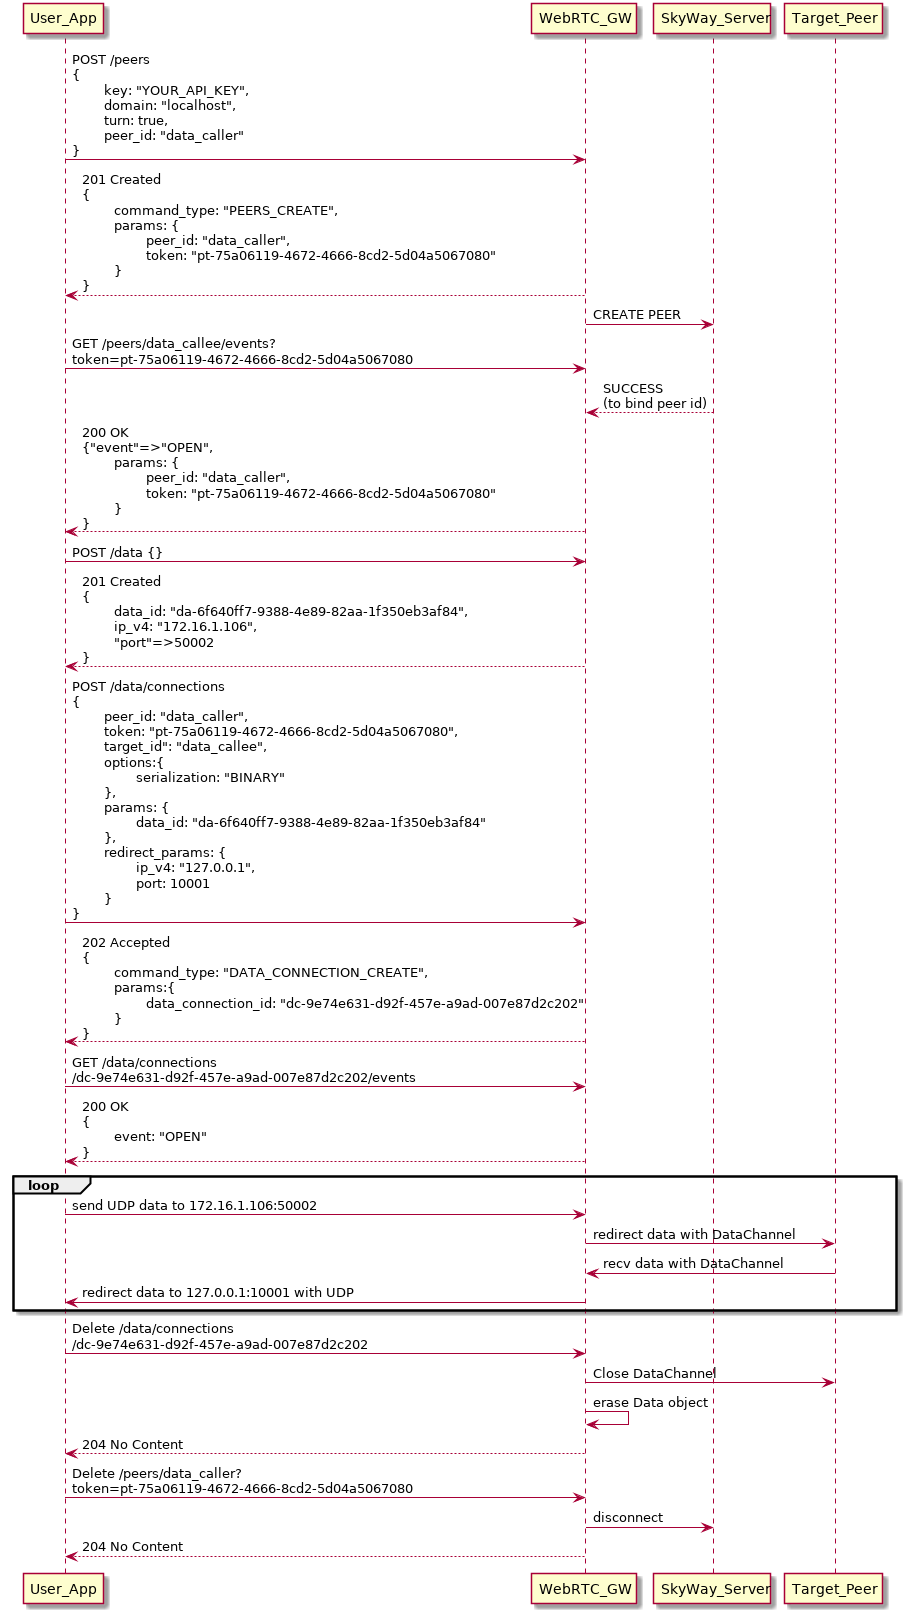 User_App WebRTC_GW SkyWay_Server Target_Peer
POST /peers
{
key: "YOUR_API_KEY",
domain: "localhost",
turn: true,
peer_id: "data_caller"
}
201 Created
{
command_type: "PEERS_CREATE",
params: {
peer_id: "data_caller",
token: "pt-75a06119-4672-4666-8cd2-5d04a5067080"
}
}
CREATE PEER
GET /peers/data_callee/events?
token=pt-75a06119-4672-4666-8cd2-5d04a5067080
SUCCESS
(to bind peer id)
200 OK
{"event"=>"OPEN",
params: {
peer_id: "data_caller",
token: "pt-75a06119-4672-4666-8cd2-5d04a5067080"
}
}
POST /data {}
201 Created
{
data_id: "da-6f640ff7-9388-4e89-82aa-1f350eb3af84",
ip_v4: "172.16.1.106",
"port"=>50002
}
POST /data/connections
{
peer_id: "data_caller",
token: "pt-75a06119-4672-4666-8cd2-5d04a5067080",
target_id": "data_callee",
options:{
serialization: "BINARY"
},
params: {
data_id: "da-6f640ff7-9388-4e89-82aa-1f350eb3af84"
},
redirect_params: {
ip_v4: "127.0.0.1",
port: 10001
}
}
202 Accepted
{
command_type: "DATA_CONNECTION_CREATE",
params:{
data_connection_id: "dc-9e74e631-d92f-457e-a9ad-007e87d2c202"
}
}
GET /data/connections
/dc-9e74e631-d92f-457e-a9ad-007e87d2c202/events
200 OK
{
event: "OPEN"
}
loop
send UDP data to 172.16.1.106:50002
redirect data with DataChannel
recv data with DataChannel
redirect data to 127.0.0.1:10001 with UDP
Delete /data/connections
/dc-9e74e631-d92f-457e-a9ad-007e87d2c202
Close DataChannel
erase Data object
204 No Content
Delete /peers/data_caller?
token=pt-75a06119-4672-4666-8cd2-5d04a5067080
disconnect
204 No Content
User_App WebRTC_GW SkyWay_Server Target_Peer